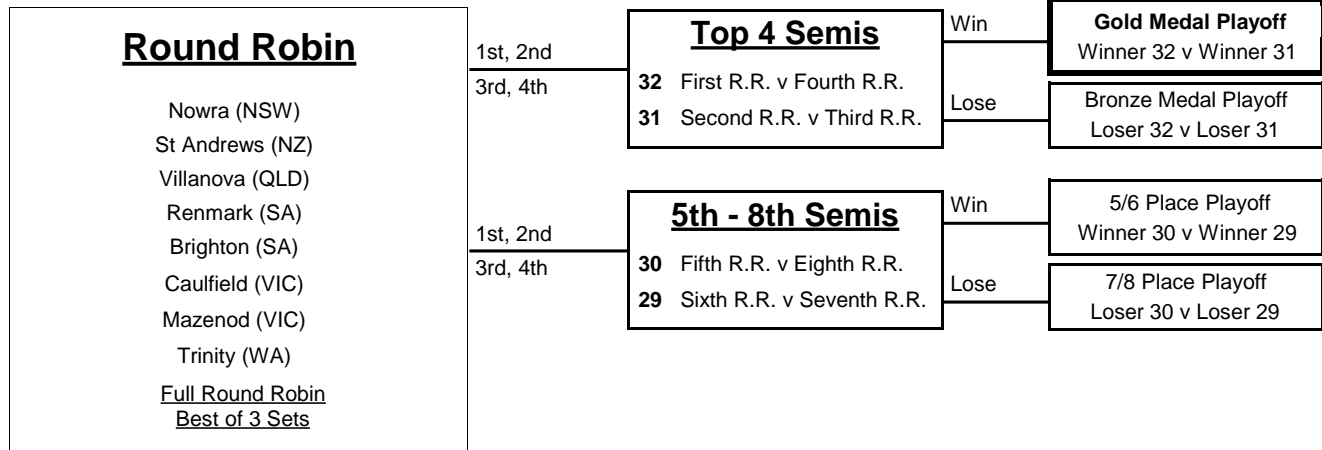 Round Robin
Nowra (NSW)
St Andrews (NZ)
Villanova (QLD)
Renmark (SA)
Brighton (SA)
Caulfield (VIC)
Mazenod (VIC)
Trinity (WA)
Full Round Robin
Best of 3 Sets
1st, 2nd
3rd, 4th
Top 4 Semis
32 First R.R. v Fourth R.R.
31 Second R.R. v Third R.R.
Win
Lose
Gold Medal Playoff
Winner 32 v Winner 31
Bronze Medal Playoff
Loser 32 v Loser 31
1st, 2nd
3rd, 4th
5th - 8th Semis
30 Fifth R.R. v Eighth R.R.
29 Sixth R.R. v Seventh R.R.
Win
Lose
5/6 Place Playoff
Winner 30 v Winner 29
7/8 Place Playoff
Loser 30 v Loser 29